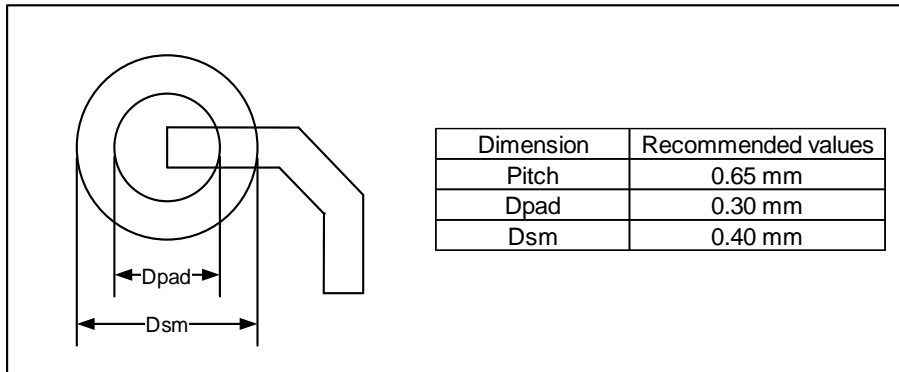 Dpad
Dsm
Dimension Recommended values
Pitch 0.65 mm
Dpad 0.30 mm
Dsm 0.40 mm